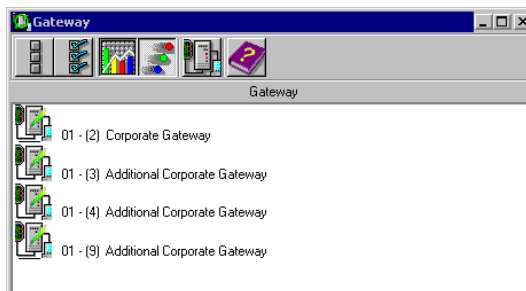 Gateway
Gateway
01 - (2) Corporate Gateway
01 - (3) Additional Corporate Gateway
01 - (4) Additional Corporate Gateway
01 - (9) Additional Corporate Gateway